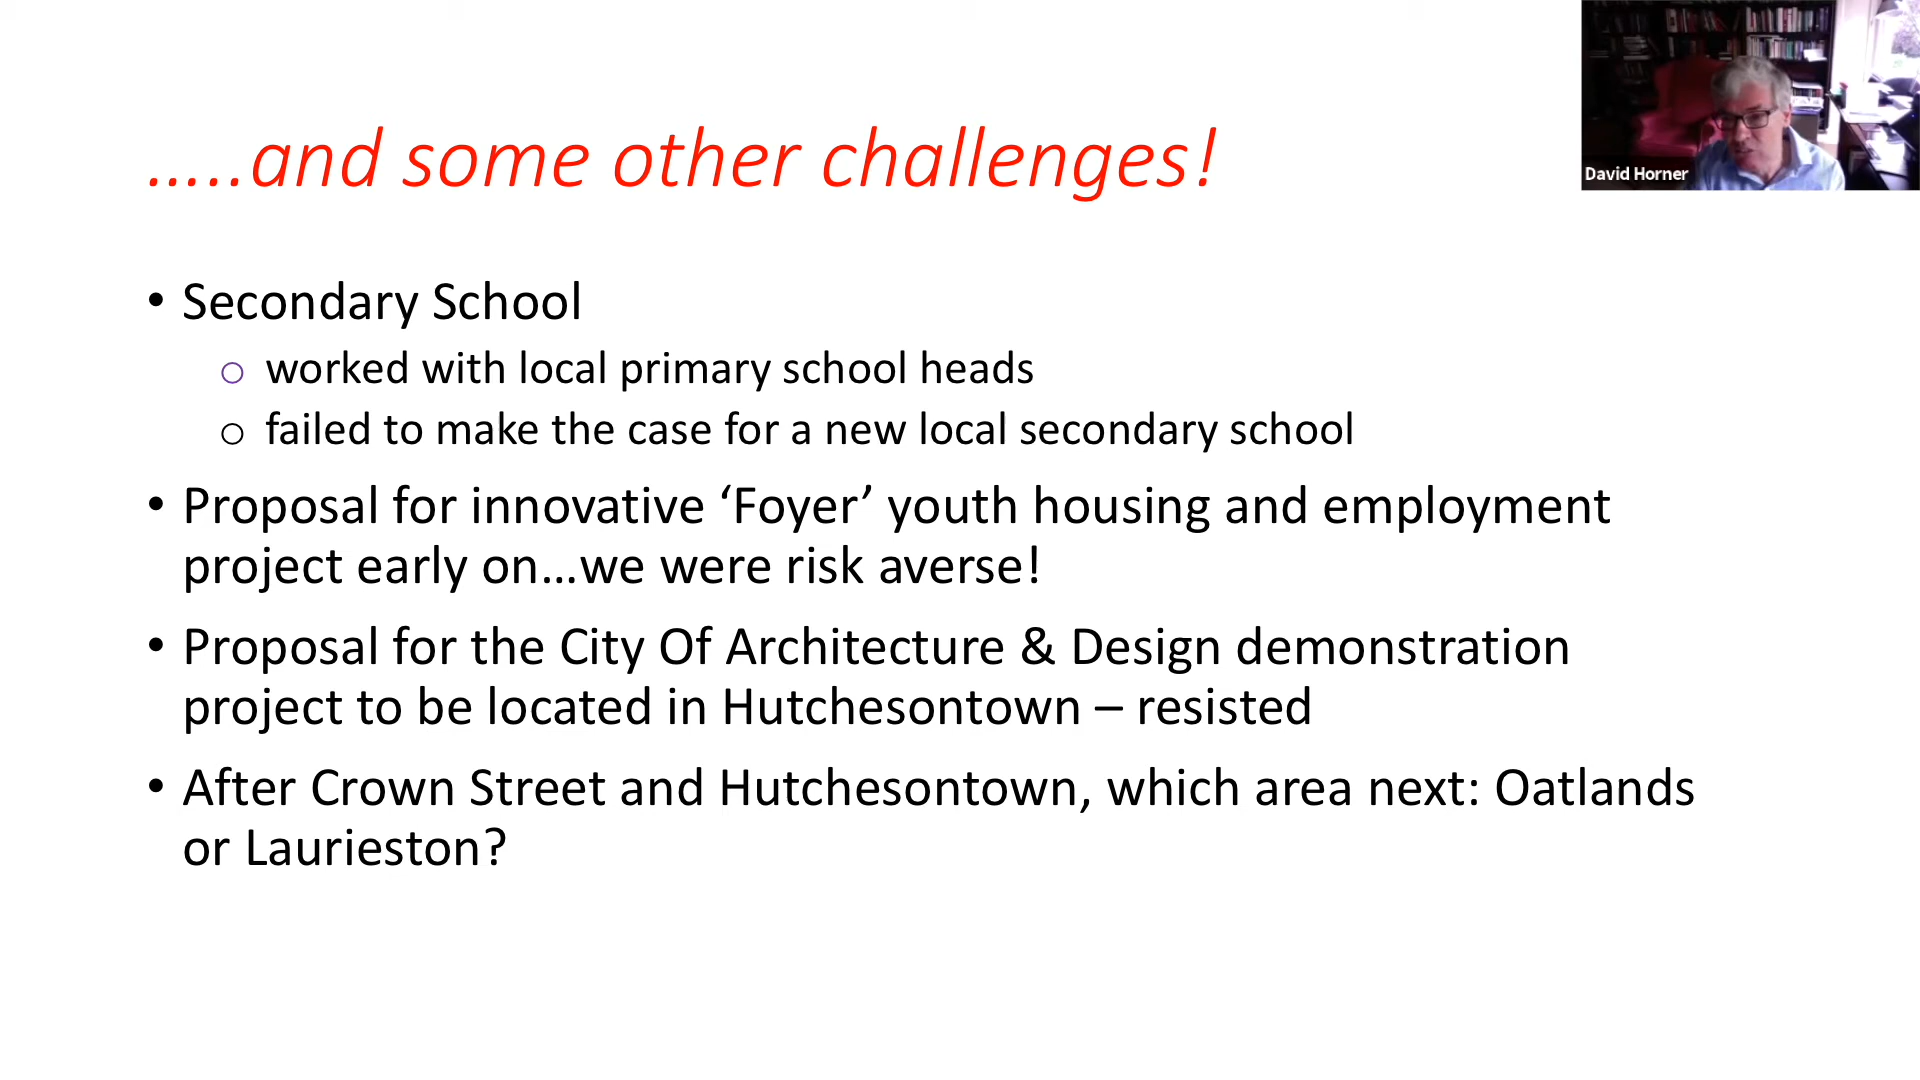 .....and some other challenges!
David Horner
• Secondary School
o worked with local primary school heads
o failed to make the case for a new local secondary school
• Proposal for innovative ‘Foyer’ youth housing and employment
project early on…we were risk averse!
• Proposal for the City Of Architecture & Design demonstration
project to be located in Hutchesontown – resisted
• After Crown Street and Hutchesontown, which area next: Oatlands
or Laurieston?